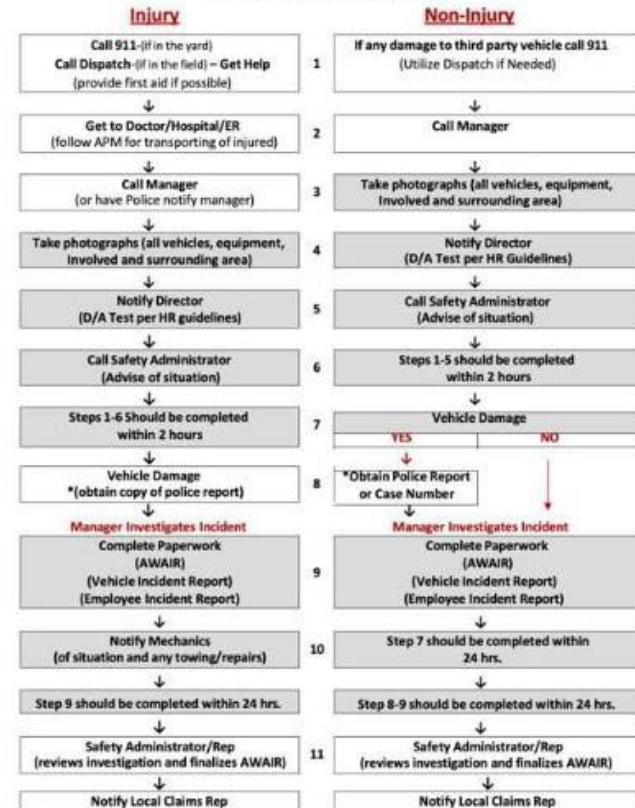 Injury
Call 911-(if in the yard)
Call Dispatch-(if in the field) – Get Help
(provide first aid if possible)
Get to Doctor/Hospital/ER
(follow APM for transporting of injured)
Call Manager
(or have Police notify manager)
Take photographs (all vehicles, equipment,
Involved and surrounding area)
Notify Director
(D/A Test per HR guidelines)
Call Safety Administrator
(Advise of situation)
Steps 1-6 Should be completed
within 2 hours
Vehicle Damage
*(obtain copy of police report)
Manager Investigates Incident
Complete Paperwork
(AWAIR)
(Vehicle Incident Report)
(Employee Incident Report)
Notify Mechanics
(of situation and any towing/repairs)
Step 9 should be completed within 24 hrs.
Safety Administrator/Rep
(reviews investigation and finalizes AWAIR)
Notify Local Claims Rep
1
2
3
4
5
6
7
8
9
10
11
Non-Injury
If any damage to third party vehicle call 911
(Utilize Dispatch if Needed)
Call Manager
Take photographs (all vehicles, equipment,
Involved and surrounding area)
Notify Director
(D/A Test per HR Guidelines)
Call Safety Administrator
(Advise of situation)
Steps 1-5 should be completed
within 2 hours
Vehicle Damage
YES NO
*Obtain Police Report
or Case Number
Manager Investigates Incident
Complete Paperwork
(AWAIR)
(Vehicle Incident Report)
(Employee Incident Report)
Step 7 should be completed within
24 hrs.
Step 8-9 should be completed within 24 hrs.
Safety Administrator/Rep
(reviews investigation and finalizes AWAIR)
Notify Local Claims Rep